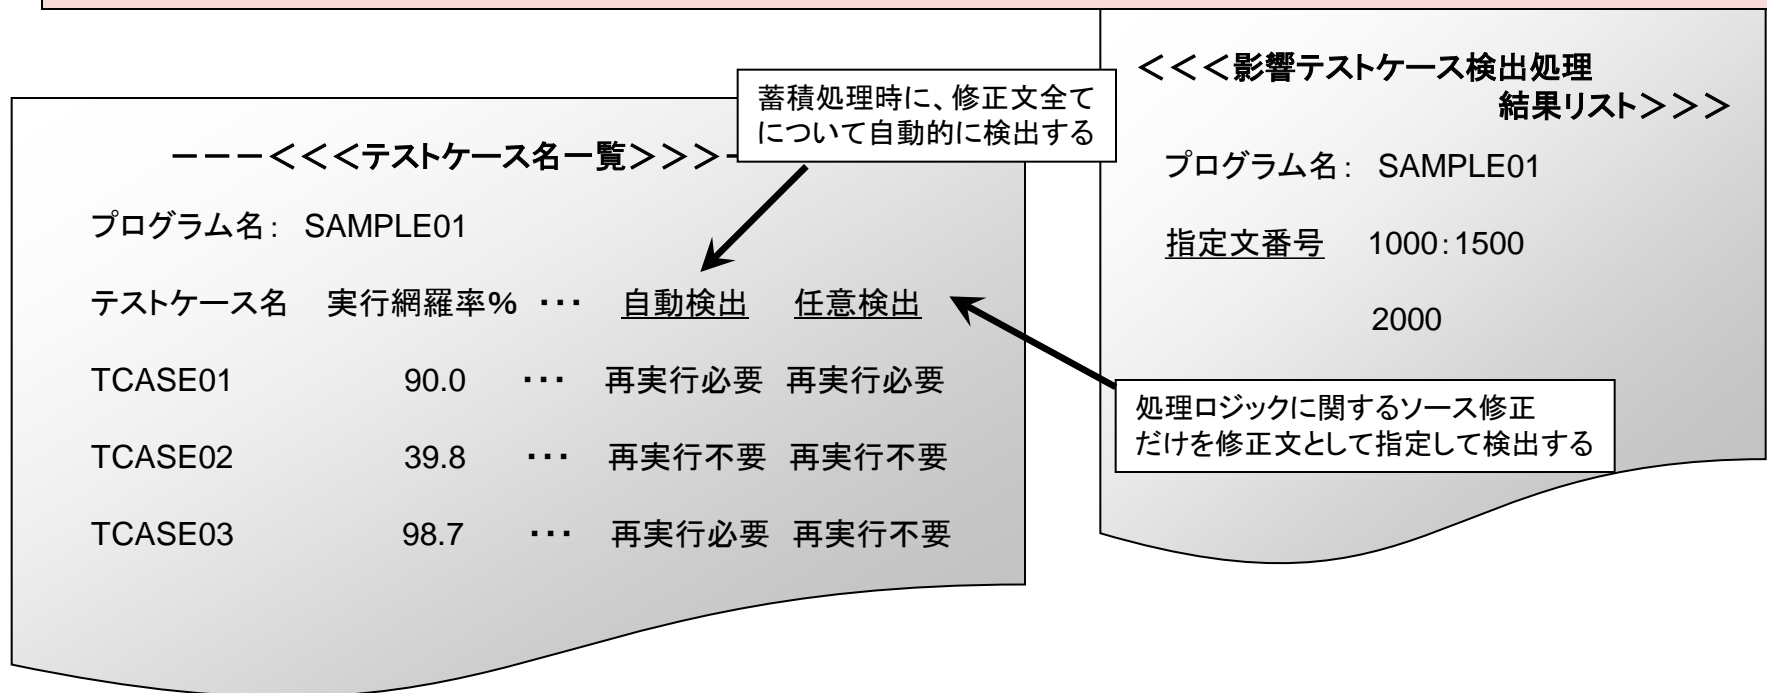 蓄積処理時に、修正文全て
について自動的に検出する
ーーー＜＜＜テストケース名一覧＞＞＞-
プログラム名： SAMPLE01
テストケース名 実行網羅率% ・・・ 自動検出 任意検出
TCASE01 90.0 ・・・ 再実行必要 再実行必要
TCASE02 39.8 ・・・ 再実行不要 再実行不要
TCASE03 98.7 ・・・ 再実行必要 再実行不要
＜＜＜影響テストケース検出処理
結果リスト＞＞＞
プログラム名： SAMPLE01
指定文番号 1000：1500
2000
処理ロジックに関するソース修正
だけを修正文として指定して検出する